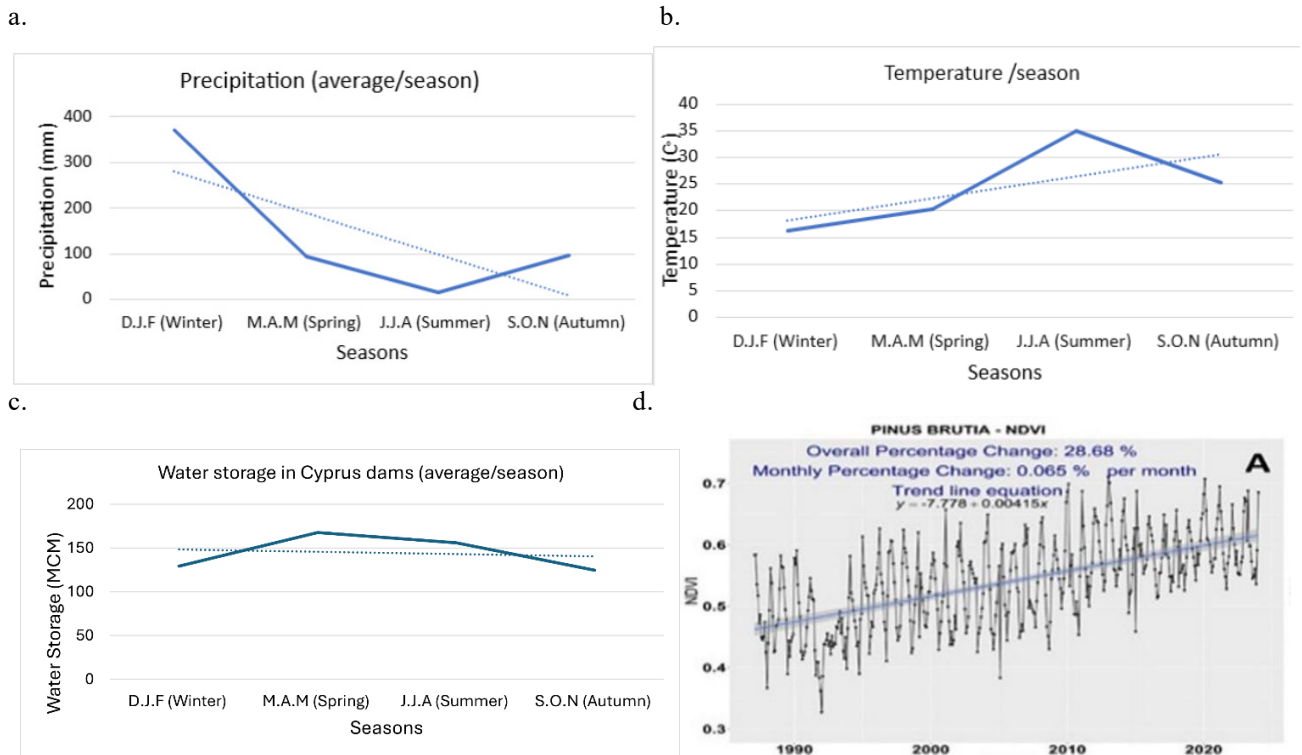 a.
Precipitation (average/season)
Precipitation (mm)
400
300
200
100
0
D.J.F (Winter) M.A.M (Spring) J.J.A (Summer) S.O.N (Autumn)
Seasons
b.
Temperature /season
Temperature (C°)
40
35
30
25
20
15
10
5
0
D.J.F (Winter) M.A.M (Spring) J.J.A (Summer) S.O.N (Autumn)
Seasons
c.
Water storage in Cyprus dams (average/season)
Water Storage (MCM)
200
150
100
50
0
D.J.F (Winter) M.A.M (Spring) J.J.A (Summer) S.O.N (Autumn)
Seasons
d.
PINUS BRUTIA - NDVI
Overall Percentage Change: 28.68 %
A
Monthly Percentage Change: 0.065 % per month
Trend line equation
y = -7.778 + 0.00415x
NDVI
0.7
0.6
0.5
0.4
0.3
1990 2000 2010 2020